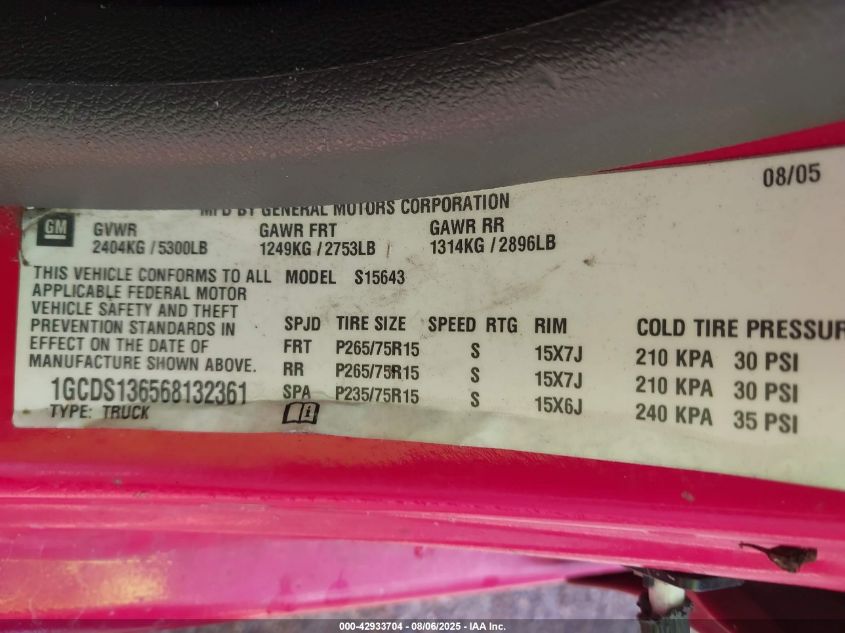 08/05
MFD BY GENERAL MOTORS CORPORATION
GM
GVWR GAWR FRT GAWR RR
2404KG / 5300LB 1249KG / 2753LB 1314KG / 2896LB
THIS VEHICLE CONFORMS TO ALL
APPLICABLE FEDERAL MOTOR
VEHICLE SAFETY AND THEFT
PREVENTION STANDARDS IN
EFFECT ON THE DATE OF
MANUFACTURE SHOWN ABOVE.
1GCDS136568132361
TYPE: TRUCK
MODEL S15643
SPJD TIRE SIZE SPEED RTG RIM COLD TIRE PRESSUR
FRT P265/75R15 S 15X7J 210 KPA 30 PSI
RR P265/75R15 S 15X7J 210 KPA 30 PSI
SPA P235/75R15 S 15X6J 240 KPA 35 PSI
000-42933704 - 08/06/2025 - IAA Inc.